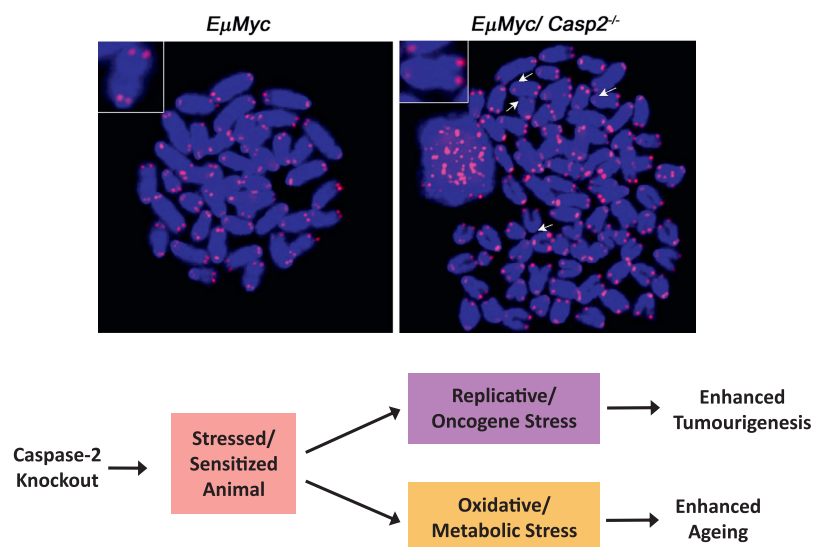 EμMyc
EμMyc/ Casp2-/-
Caspase-2
Knockout
Stressed/
Sensitized
Animal
Replicative/
Oncogene Stress
Enhanced
Tumourigenesis
Oxidative/
Metabolic Stress
Enhanced
Ageing